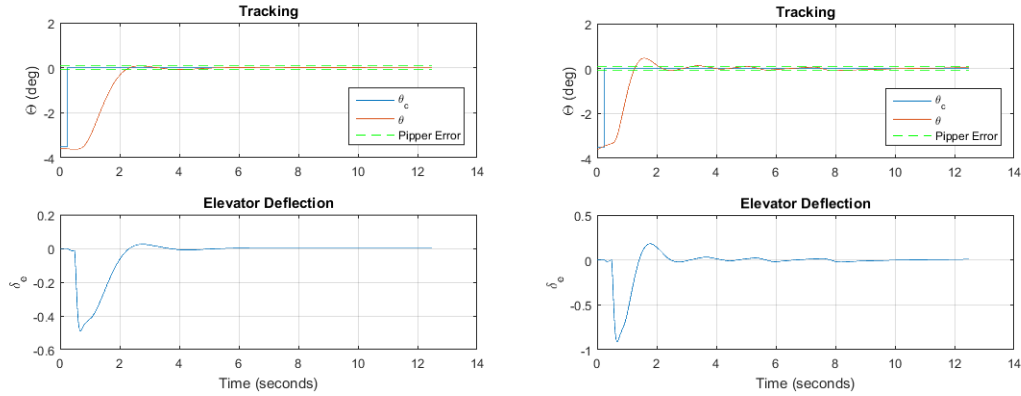 Tracking
2
0
-2
-4
Θ (deg)
0 2 4 6 8 10 12 14
θc
θ
Pipper Error
Elevator Deflection
0.2
0
-0.2
-0.4
-0.6
δe
0 2 4 6 8 10 12 14
Time (seconds)
Tracking
2
0
-2
-4
Θ (deg)
0 2 4 6 8 10 12 14
θc
θ
Pipper Error
Elevator Deflection
0.5
0
-0.5
-1
δe
0 2 4 6 8 10 12 14
Time (seconds)